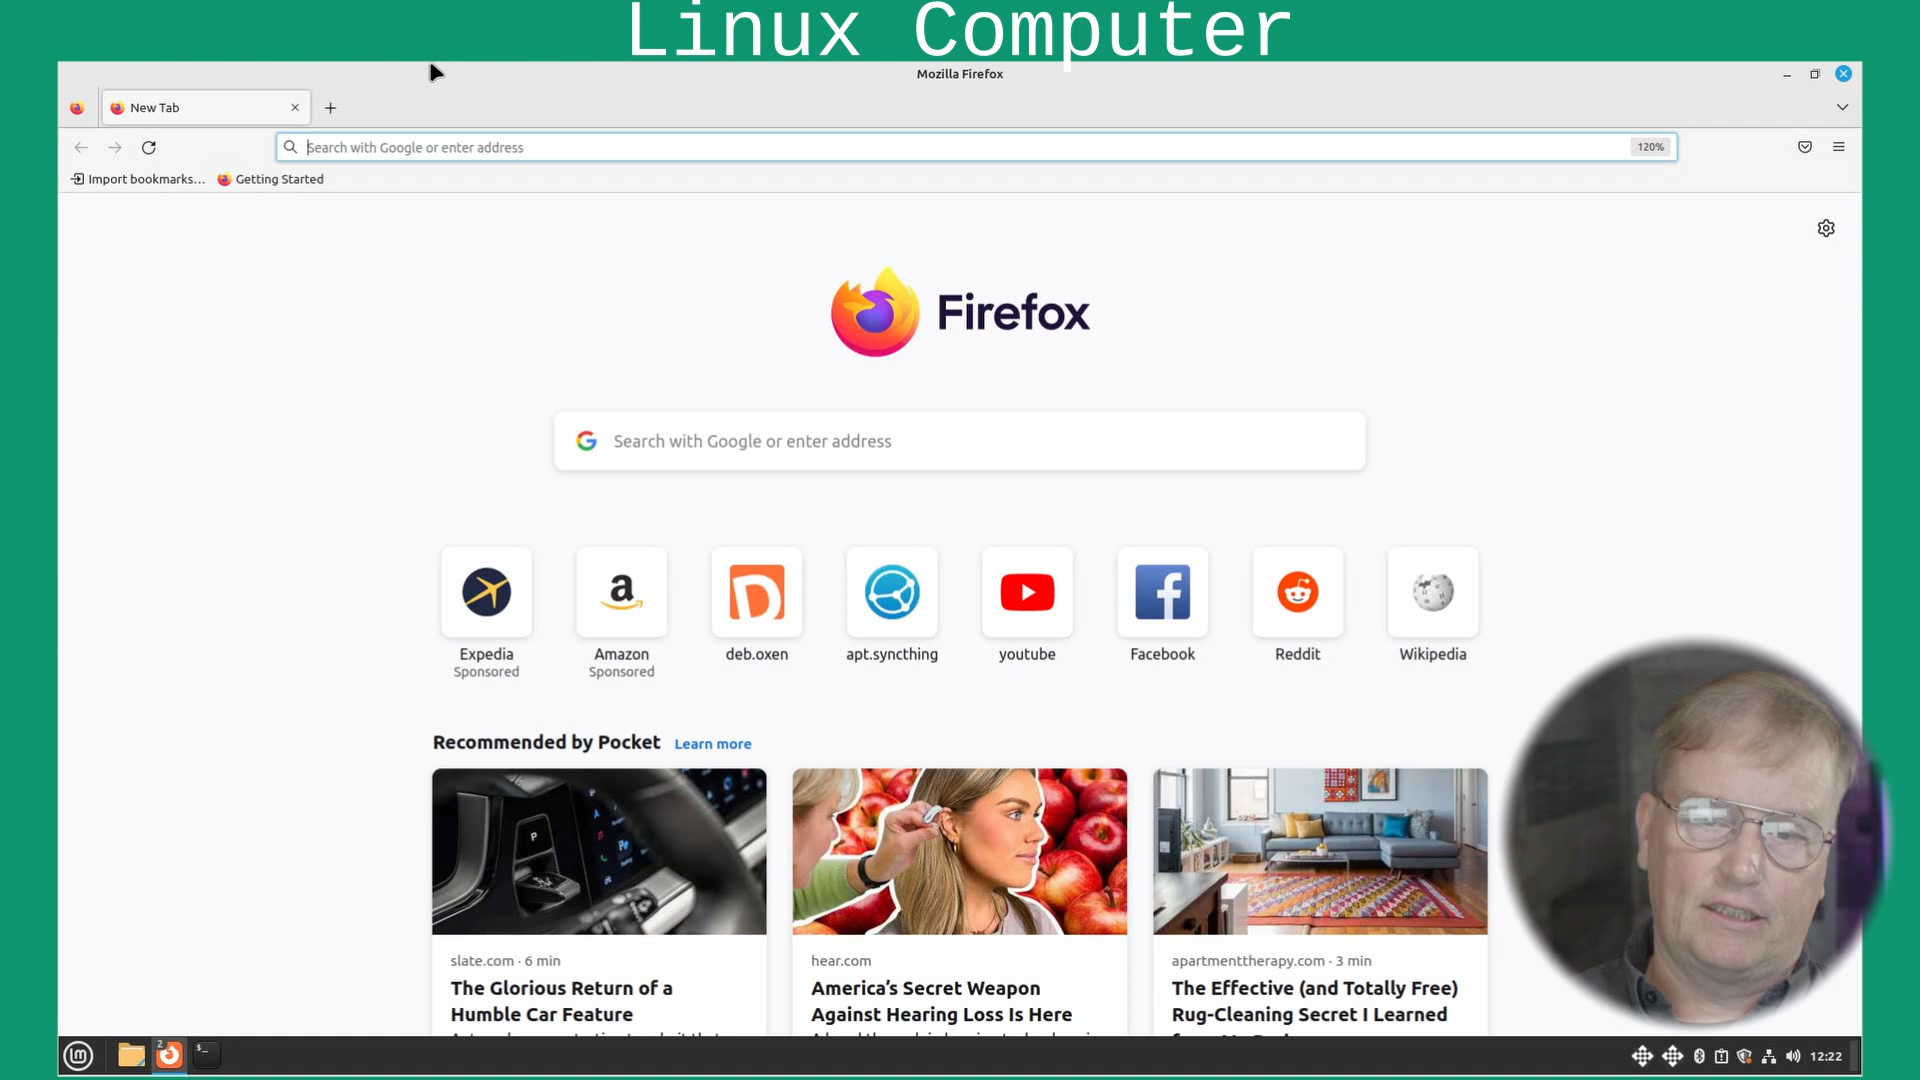 Linux Computer
Mozilla Firefox
New Tab
Search with Google or enter address
120%
Import bookmarks…
Getting Started
Firefox
Search with Google or enter address
Expedia
Sponsored
Amazon
Sponsored
deb.oxen
apt.syncthing
youtube
Facebook
Reddit
Wikipedia
Recommended by Pocket
Learn more
P
slate.com · 6 min
The Glorious Return of a
Humble Car Feature
hear.com
America’s Secret Weapon
Against Hearing Loss Is Here
apartmenttherapy.com · 3 min
The Effective (and Totally Free)
Rug-Cleaning Secret I Learned
2
12:22